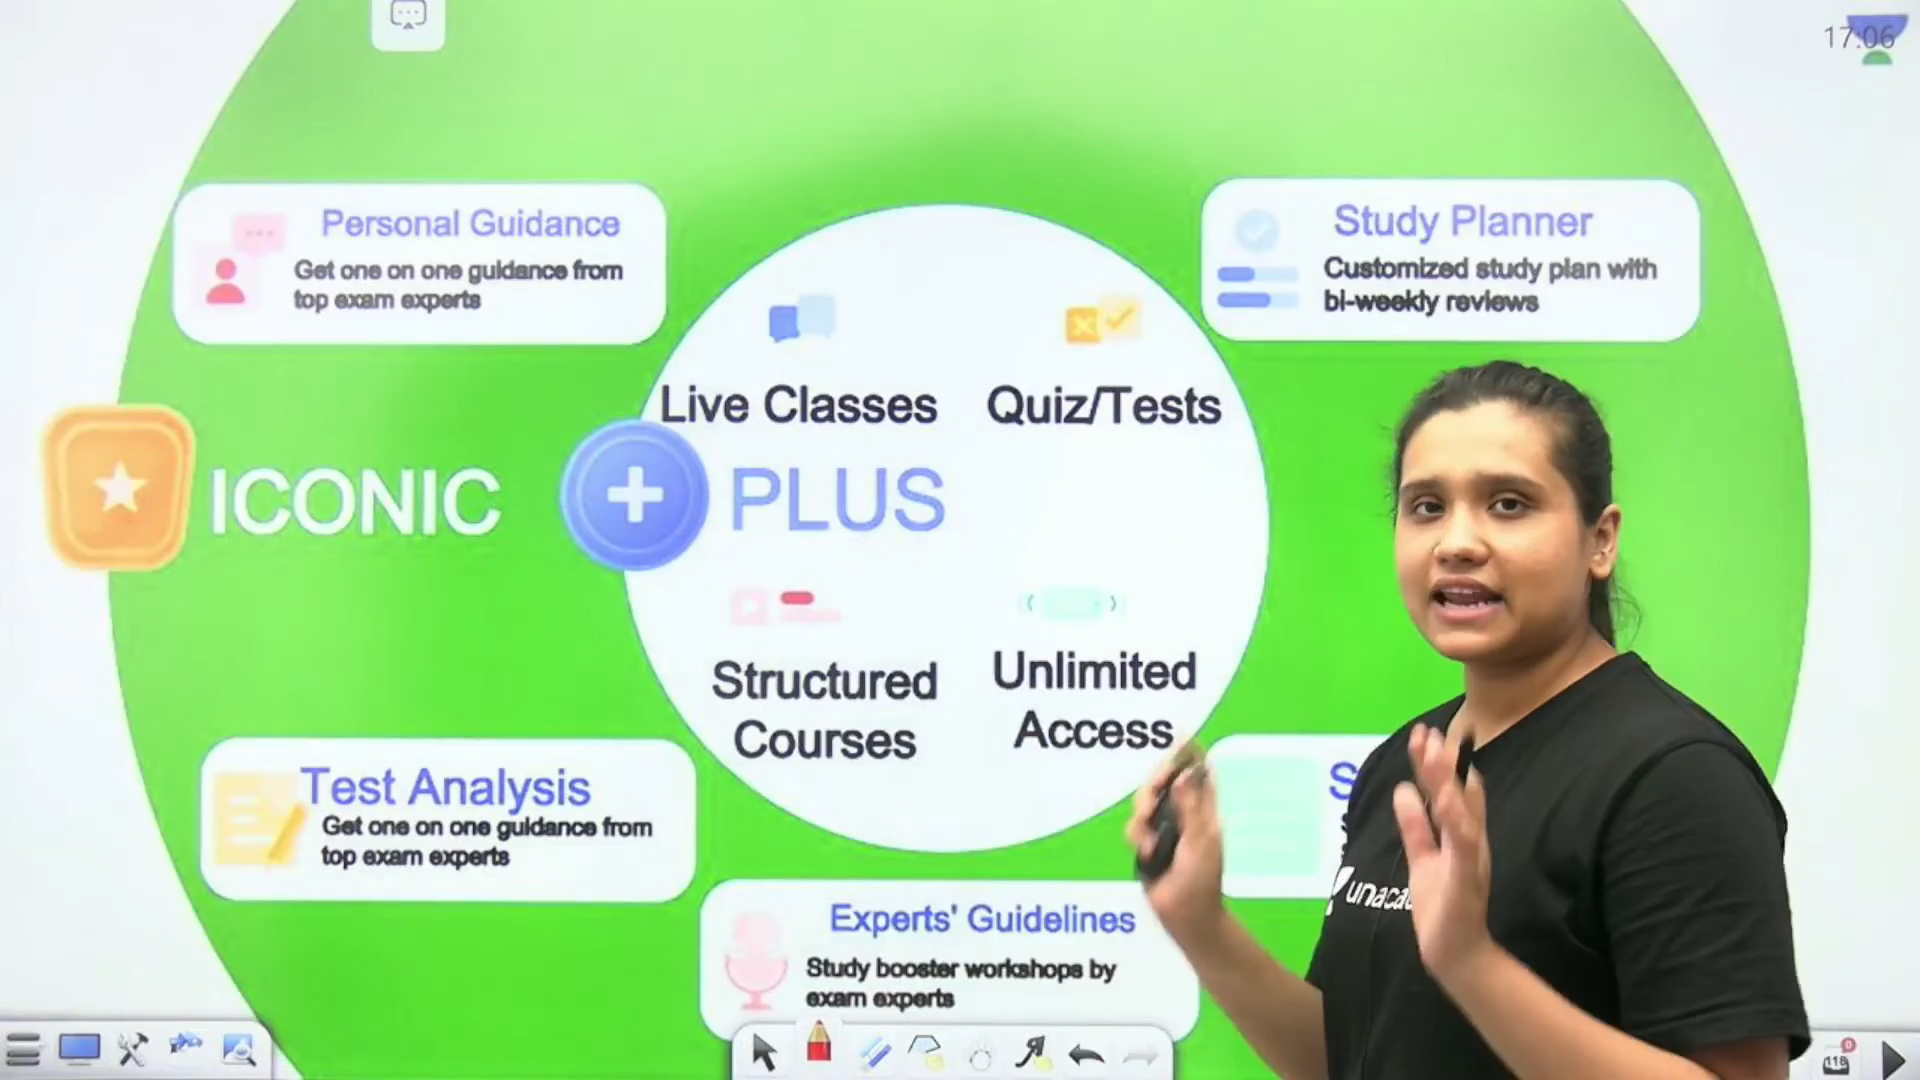 17:06
Personal Guidance
Get one on one guidance from
top exam experts
Study Planner
Customized study plan with
bi-weekly reviews
Live Classes
Quiz/Tests
ICONIC
PLUS
Structured
Courses
Unlimited
Access
Test Analysis
Get one on one guidance from
top exam experts
Experts' Guidelines
Study booster workshops by
exam experts
118
0